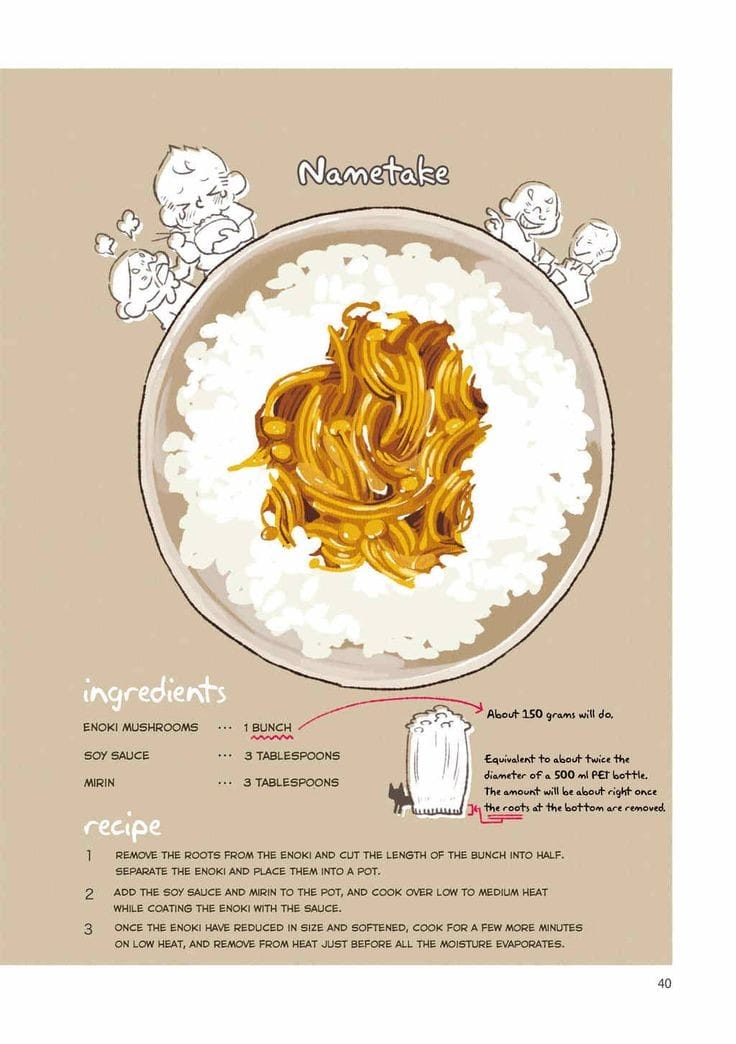 Nametake
ingredients
ENOKI MUSHROOMS ... 1 BUNCH
SOY SAUCE ... 3 TABLESPOONS
MIRIN ... 3 TABLESPOONS
About 150 grams will do.
Equivalent to about twice the
diameter of a 500 ml PET bottle.
The amount will be about right once
the roots at the bottom are removed.
recipe
1 REMOVE THE ROOTS FROM THE ENOKI AND CUT THE LENGTH OF THE BUNCH INTO HALF.
SEPARATE THE ENOKI AND PLACE THEM INTO A POT.
2 ADD THE SOY SAUCE AND MIRIN TO THE POT, AND COOK OVER LOW TO MEDIUM HEAT
WHILE COATING THE ENOKI WITH THE SAUCE.
3 ONCE THE ENOKI HAVE REDUCED IN SIZE AND SOFTENED, COOK FOR A FEW MORE MINUTES
ON LOW HEAT, AND REMOVE FROM HEAT JUST BEFORE ALL THE MOISTURE EVAPORATES.
40